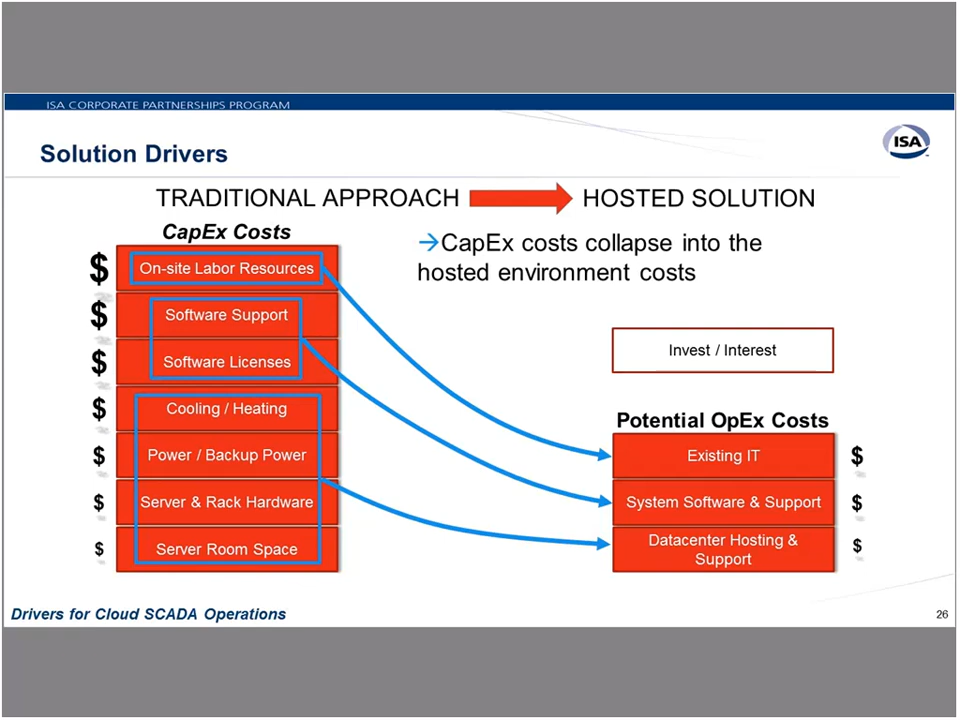 ISA CORPORATE PARTNERSHIPS PROGRAM
Solution Drivers
ISA
TRADITIONAL APPROACH
HOSTED SOLUTION
CapEx Costs
→CapEx costs collapse into the
hosted environment costs
$ On-site Labor Resources
$ Software Support
$ Software Licenses
$ Cooling / Heating
$ Power / Backup Power
$ Server & Rack Hardware
$ Server Room Space
Invest / Interest
Potential OpEx Costs
Existing IT $
System Software & Support $
Datacenter Hosting &
Support $
Drivers for Cloud SCADA Operations
26